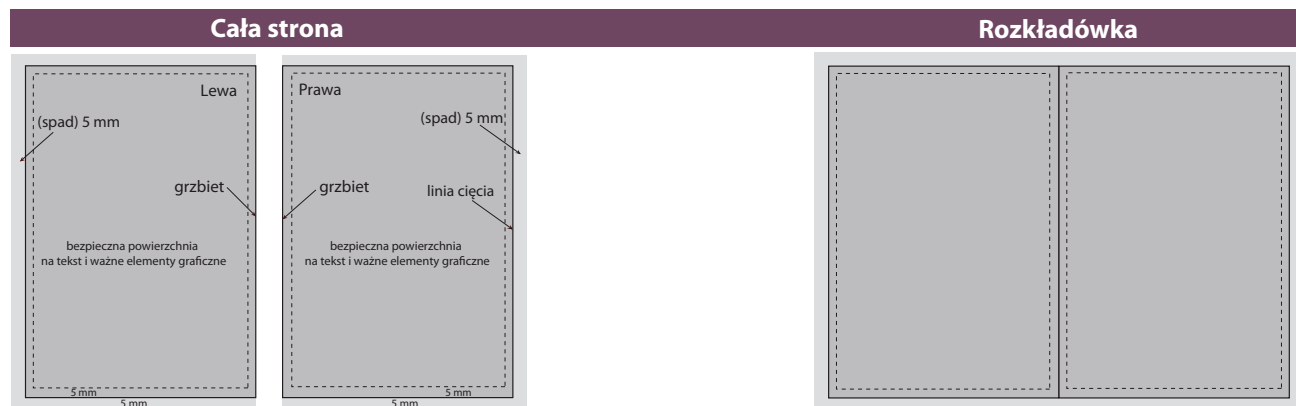 Cała strona
Rozkładówka
Lewa
Prawa
(spad) 5 mm
(spad) 5 mm
grzbiet
grzbiet
linia cięcia
bezpieczna powierzchnia
na tekst i ważne elementy graficzne
bezpieczna powierzchnia
na tekst i ważne elementy graficzne
5 mm
5 mm
5 mm
5 mm